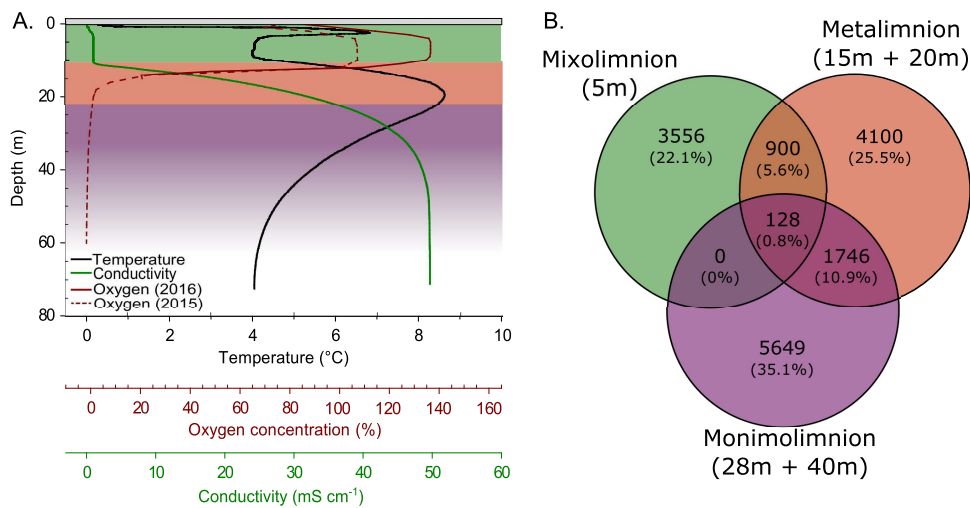 A.
0
20
40
60
80
Depth (m)
Temperature
Conductivity
Oxygen (2016)
Oxygen (2015)
0 2 4 6 8 10
Temperature (°C)
0 20 40 60 80 100 120 140 160
Oxygen concentration (%)
0 10 20 30 40 50 60
Conductivity (mS cm-1)
B.
Mixolimnion
(5m)
Metalimnion
(15m + 20m)
3556
(22.1%)
900
(5.6%)
4100
(25.5%)
128
(0.8%)
0
(0%)
1746
(10.9%)
5649
(35.1%)
Monimolimnion
(28m + 40m)